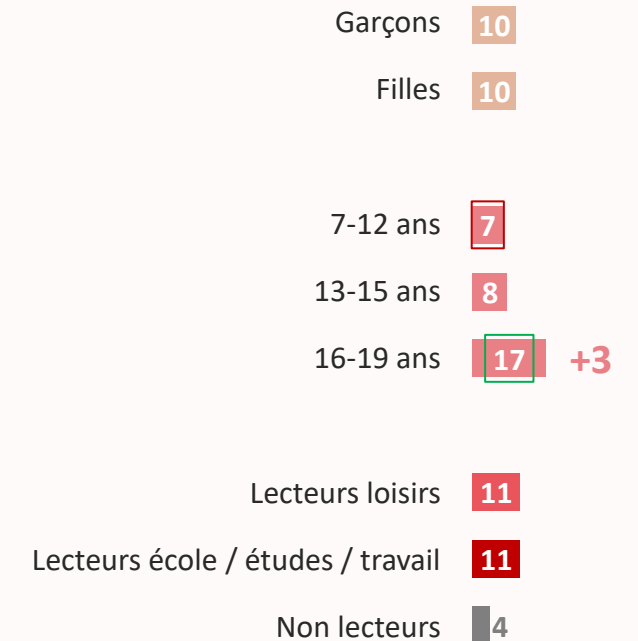 Garçons 10
Filles 10
7-12 ans 7
13-15 ans 8
16-19 ans 17 +3
Lecteurs loisirs 11
Lecteurs école / études / travail 11
Non lecteurs 4